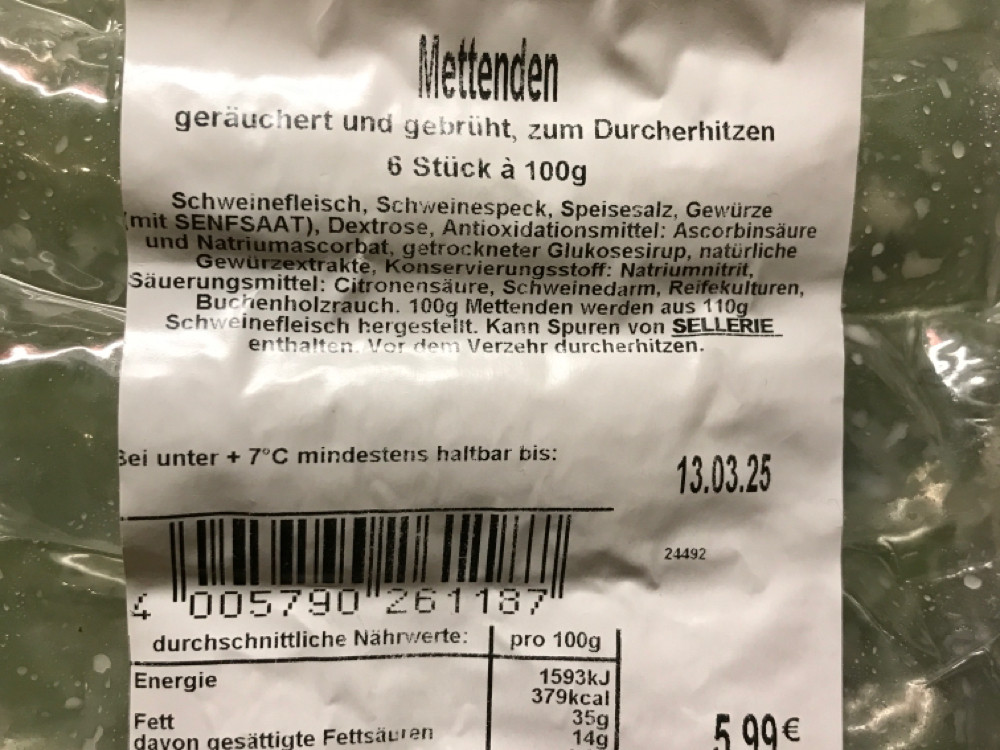 Mettenden
geräuchert und gebrüht, zum Durcherhitzen
6 Stück à 100g
Schweinefleisch, Schweinespeck, Speisesalz, Gewürze
(mit SENFSAAT), Dextrose, Antioxidationsmittel: Ascorbinsäure
und Natriumascorbat, getrockneter Glukosesirup, natürliche
Gewürzextrakte, Konservierungsstoff: Natriumnitrit,
Säuerungsmittel: Citronensäure, Schweinedarm, Reifekulturen,
Buchenholzrauch. 100g Mettenden werden aus 110g
Schweinefleisch hergestellt. Kann Spuren von SELLERIE
enthalten. Vor dem Verzehr durcherhitzen.
Bei unter + 7°C mindestens haltbar bis:
13.03.25
24492
4 005790 261187
durchschnittliche Nährwerte: pro 100g
Energie 1593kJ
379kcal
Fett 35g
davon gesättigte Fettsäuren 14g
5,99€